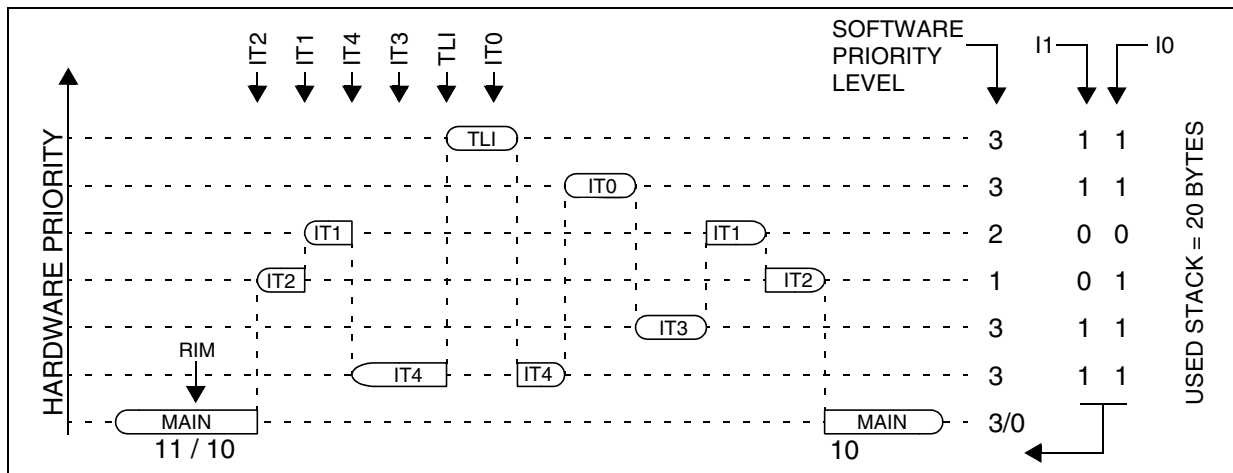 IT2
IT1
IT4
IT3
TLI
IT0
SOFTWARE
PRIORITY
LEVEL
I1
I0
HARDWARE PRIORITY
TLI
3
1 1
IT0
3
1 1
IT1
IT1
2
0 0
IT2
IT2
1
0 1
IT3
3
1 1
RIM
IT4
IT4
3
1 1
MAIN
MAIN
3/0
11 / 10
10
USED STACK = 20 BYTES